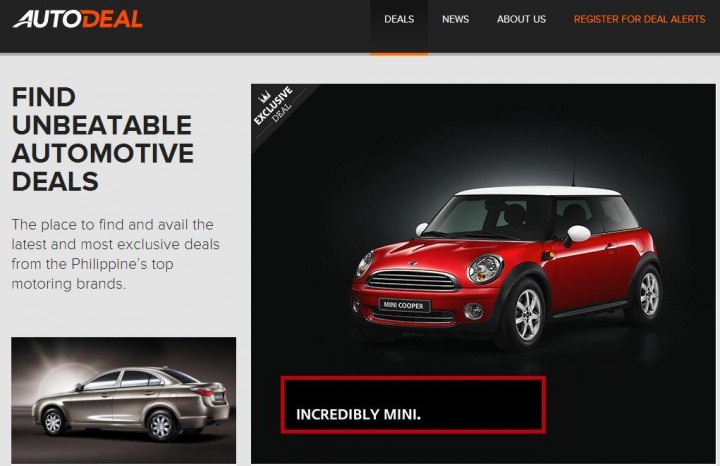 AUTODEAL
DEALS
NEWS
ABOUT US
REGISTER FOR DEAL ALERTS
FIND
UNBEATABLE
AUTOMOTIVE
DEALS
The place to find and avail the
latest and most exclusive deals
from the Philippine's top
motoring brands.
EXCLUSIVE
DEAL
MINI COOPER
INCREDIBLY MINI.